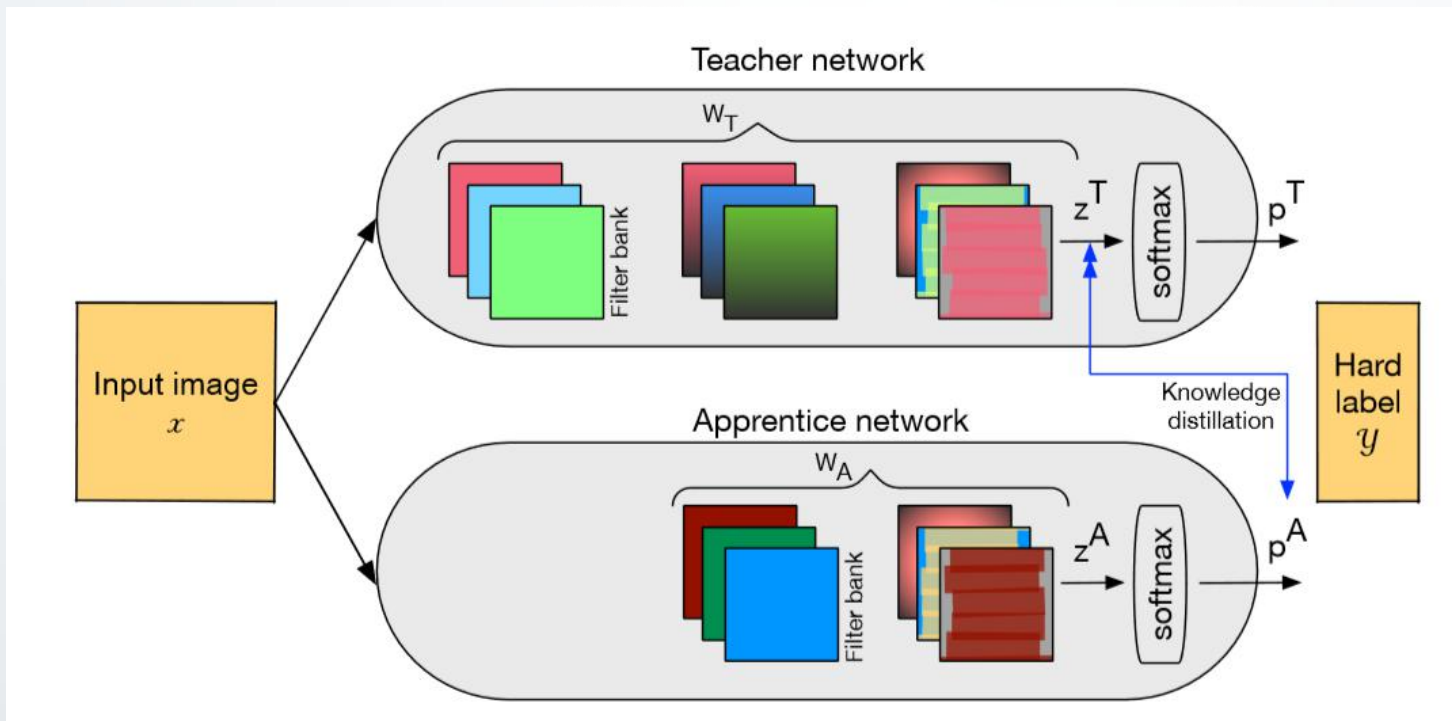 Teacher network
W_T
Filter bank
z^T
softmax
p^T
Input image
x
Hard
label
y
Knowledge
distillation
Apprentice network
W_A
Filter bank
z^A
softmax
p^A